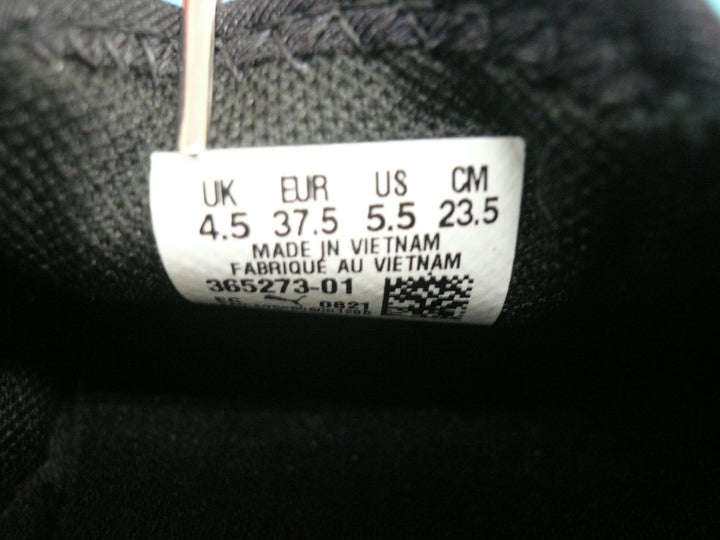 UK EUR US CM
4.5 37.5 5.5 23.5
MADE IN VIETNAM
FABRIQUÉ AU VIETNAM
365273-01
0821